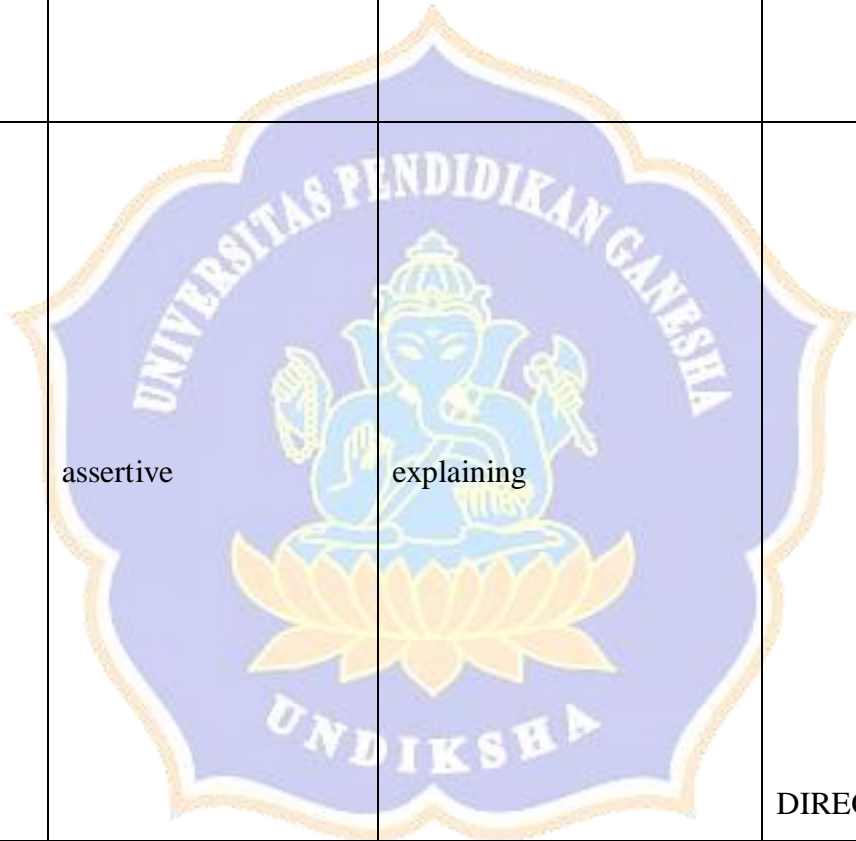 UNIVERSITAS PENDIDIKAN GANESHA
assertive explaining
UNDIKSHA
DIREC